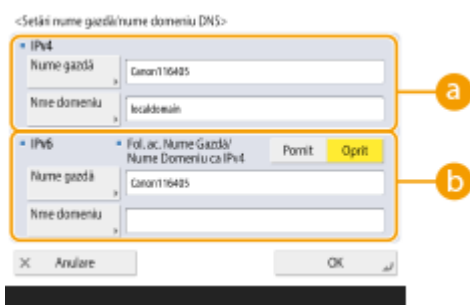 <Setări nume gazdă/nume domeniu DNS>
IPv4
Nume gazdă
Canon116405
Nme domeniu
localdomain
a
IPv6
Fol. ac. Nume Gazdă/
Nume Domeniu ca IPv4
Pornit
Oprit
Nume gazdă
Canon116405
b
Nme domeniu
Anulare
OK